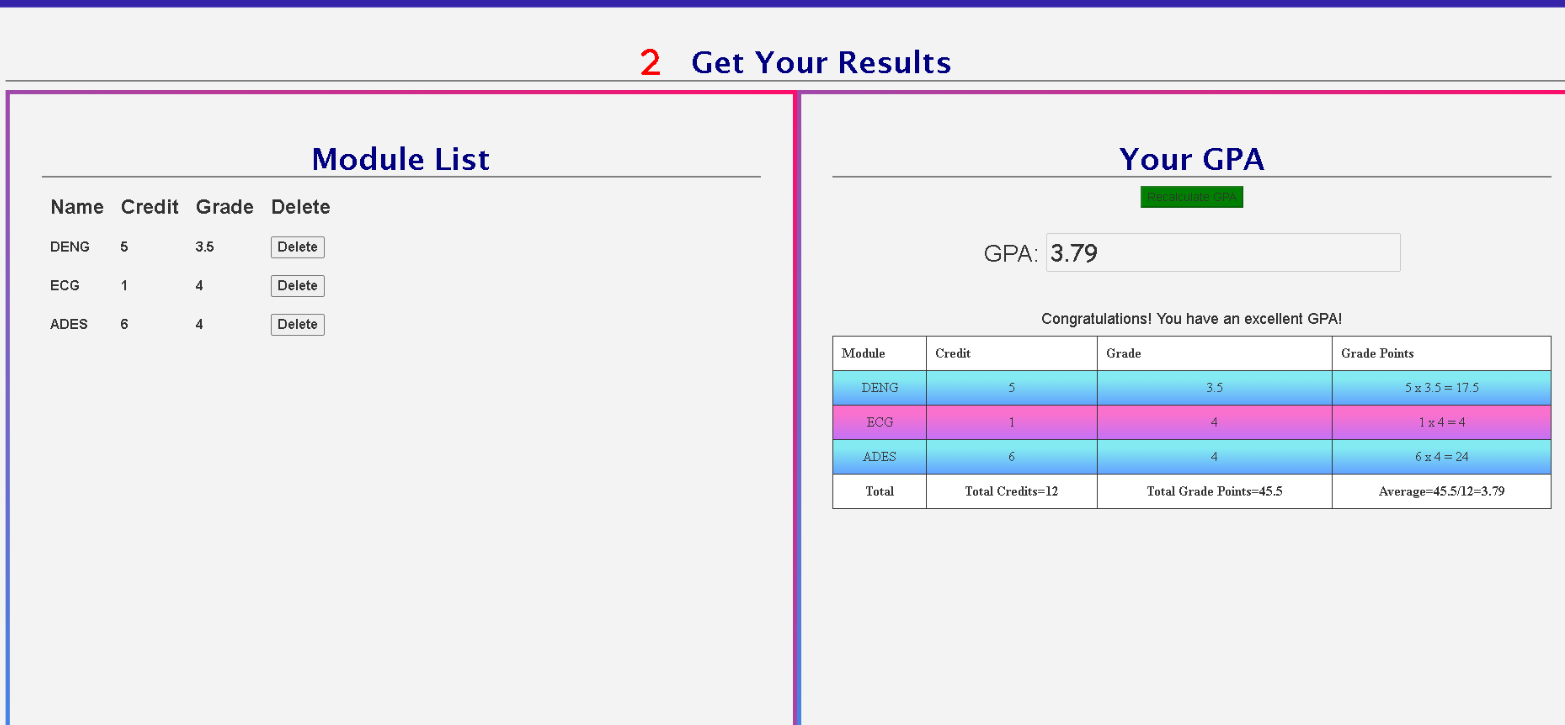 2 Get Your Results
Module List
Name Credit Grade Delete
DENG 5 3.5 Delete
ECG 1 4 Delete
ADES 6 4 Delete
Your GPA
Recalculate GPA
GPA: 3.79
Congratulations! You have an excellent GPA!
Module Credit Grade Grade Points
DENG 5 3.5 5 x 3.5 = 17.5
ECG 1 4 1 x 4 = 4
ADES 6 4 6 x 4 = 24
Total Total Credits=12 Total Grade Points=45.5 Average=45.5/12=3.79